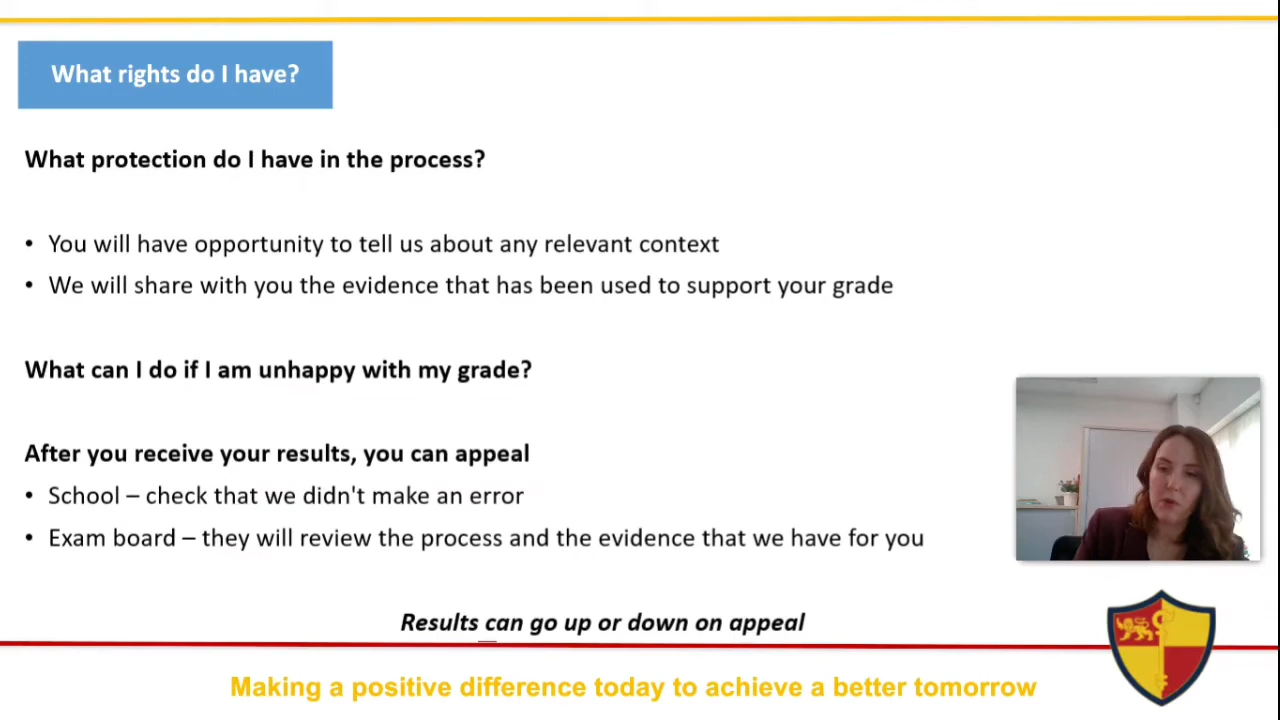 What rights do I have?
What protection do I have in the process?
• You will have opportunity to tell us about any relevant context
• We will share with you the evidence that has been used to support your grade
What can I do if I am unhappy with my grade?
After you receive your results, you can appeal
• School – check that we didn't make an error
• Exam board – they will review the process and the evidence that we have for you
Results can go up or down on appeal
Making a positive difference today to achieve a better tomorrow